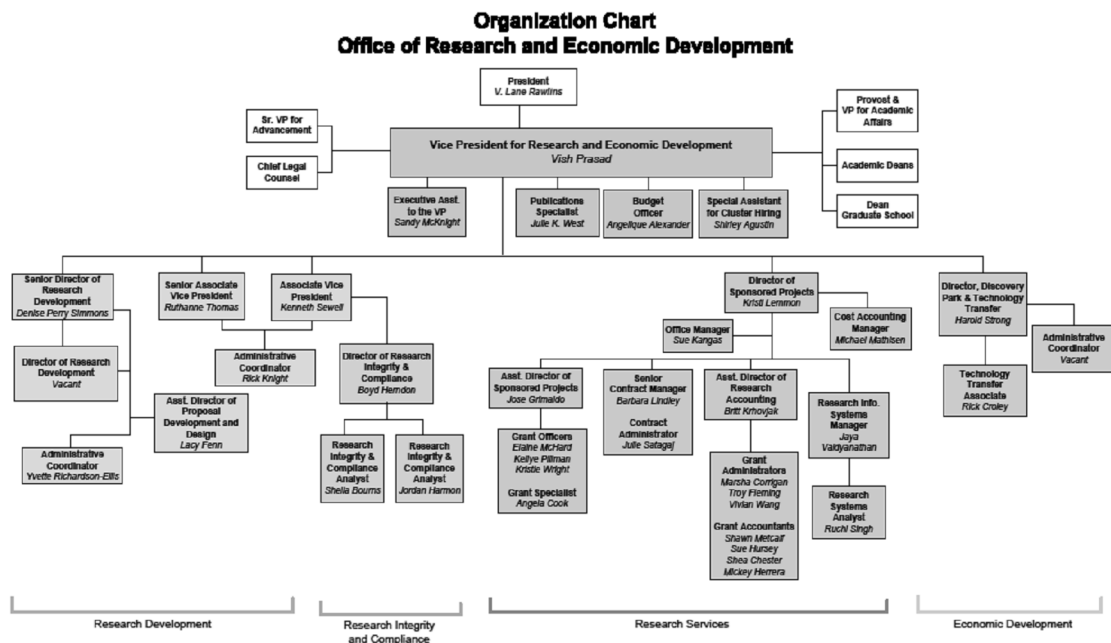 Organization Chart
Office of Research and Economic Development
President
V. Lane Rawlins
Sr. VP for
Advancement
Chief Legal
Counsel
Vice President for Research and Economic Development
Vish Prasad
Provost &
VP for Academic
Affairs
Academic Deans
Dean
Graduate School
Executive Asst.
to the VP
Sandy McKnight
Publications
Specialist
Julie K. West
Budget
Officer
Angelique Alexander
Special Assistant
for Cluster Hiring
Shirley Agustin
Senior Director of
Research
Development
Denise Perry Simmons
Senior Associate
Vice President
Ruthanne Thomas
Associate Vice
President
Kenneth Sewell
Director of
Sponsored Projects
Kristi Lemmon
Director, Discovery
Park & Technology
Transfer
Harold Strong
Office Manager
Sue Kangas
Cost Accounting
Manager
Michael Mathisen
Administrative
Coordinator
Vacant
Director of Research
Development
Vacant
Administrative
Coordinator
Rick Knight
Director of Research
Integrity &
Compliance
Boyd Herndon
Asst. Director of
Sponsored Projects
Jose Grimaldo
Senior
Contract Manager
Barbara Lindley
Contract
Administrator
Julie Satagaj
Asst. Director of
Research
Accounting
Britt Krhovjak
Research Info.
Systems
Manager
Jaya
Vaidyanathan
Technology
Transfer
Associate
Rick Croley
Asst. Director of
Proposal
Development and
Design
Lacy Fenn
Administrative
Coordinator
Yvette Richardson-Ellis
Research
Integrity &
Compliance
Analyst
Shelia Bourns
Research
Integrity &
Compliance
Analyst
Jordan Harmon
Grant Officers
Elaine McHard
Kellye Pillman
Kristie Wright
Grant Specialist
Angela Cook
Grant
Administrators
Marsha Corrigan
Troy Fleming
Vivian Wang
Grant Accountants
Shawn Metcalf
Sue Hursey
Shea Chester
Mickey Herrera
Research
Systems
Analyst
Ruchi Singh
Research Development
Research Integrity
and Compliance
Research Services
Economic Development